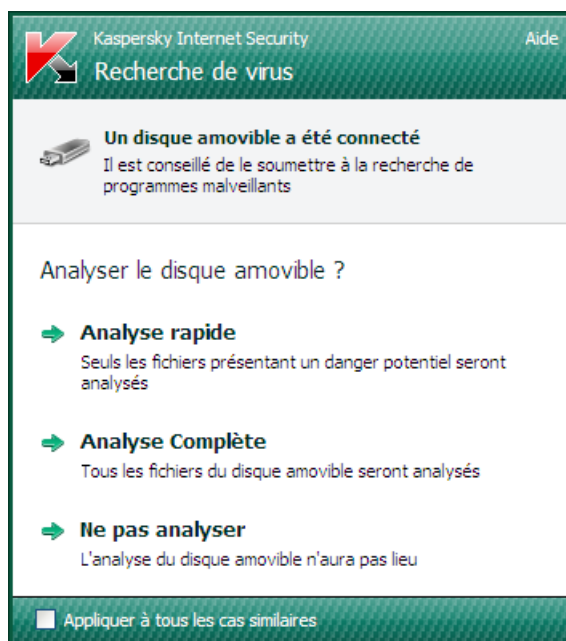 Kaspersky Internet Security
Aide
Recherche de virus
Un disque amovible a été connecté
Il est conseillé de le soumettre à la recherche de
programmes malveillants
Analyser le disque amovible ?
Analyse rapide
Seuls les fichiers présentant un danger potentiel seront
analysés
Analyse Complète
Tous les fichiers du disque amovible seront analysés
Ne pas analyser
L'analyse du disque amovible n'aura pas lieu
Appliquer à tous les cas similaires